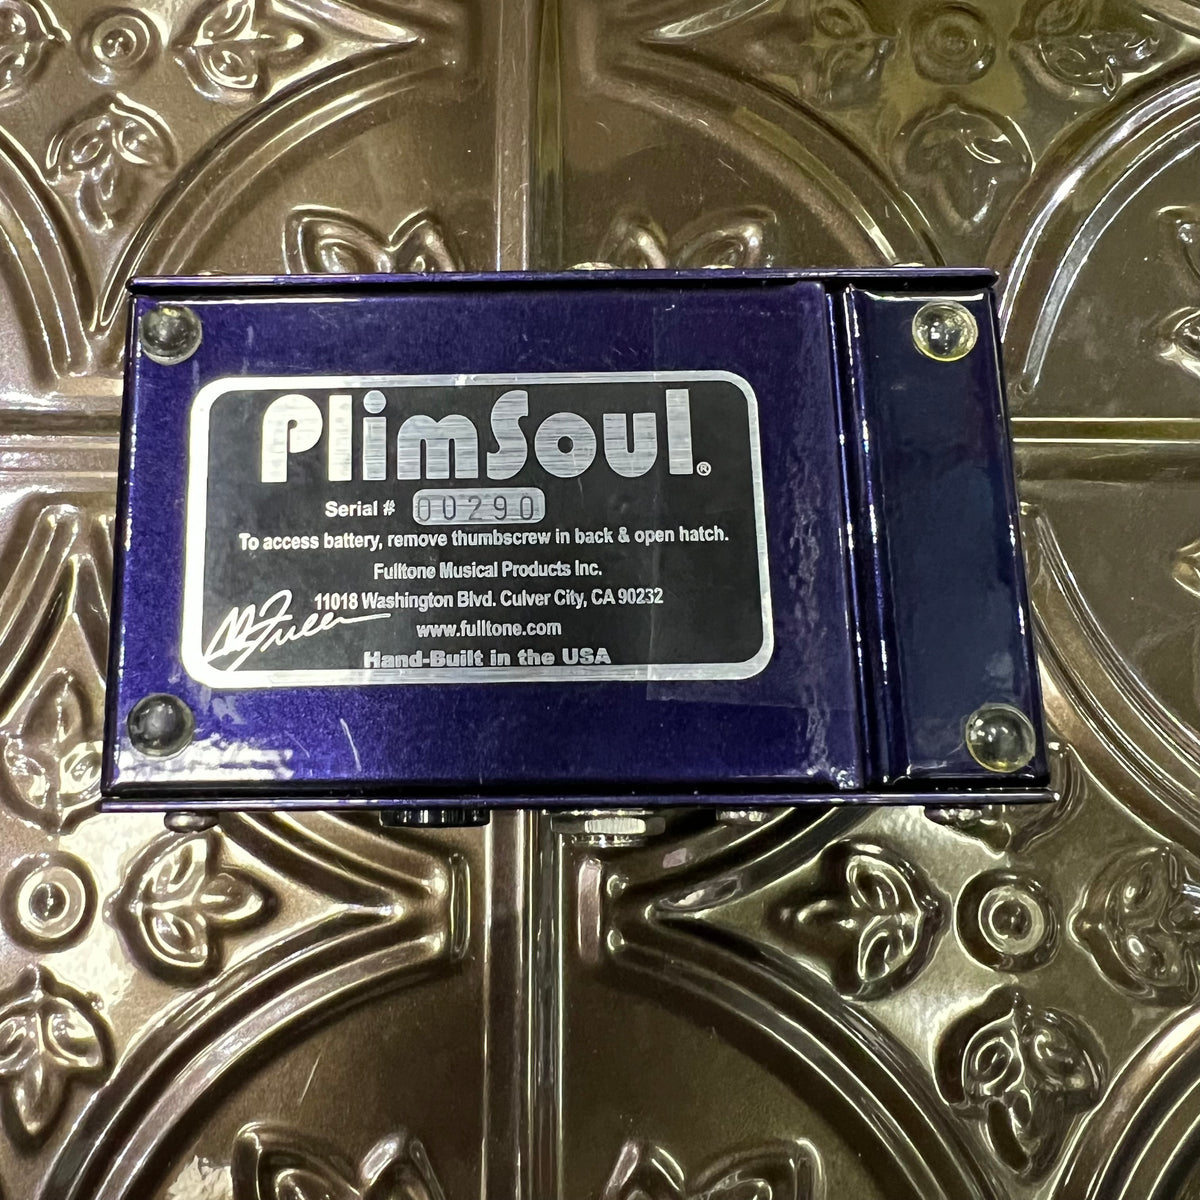 PlimSoul®
Serial # 00290
To access battery, remove thumbscrew in back & open hatch.
Fulltone Musical Products Inc.
11018 Washington Blvd. Culver City, CA 90232
www.fulltone.com
Hand-Built in the USA